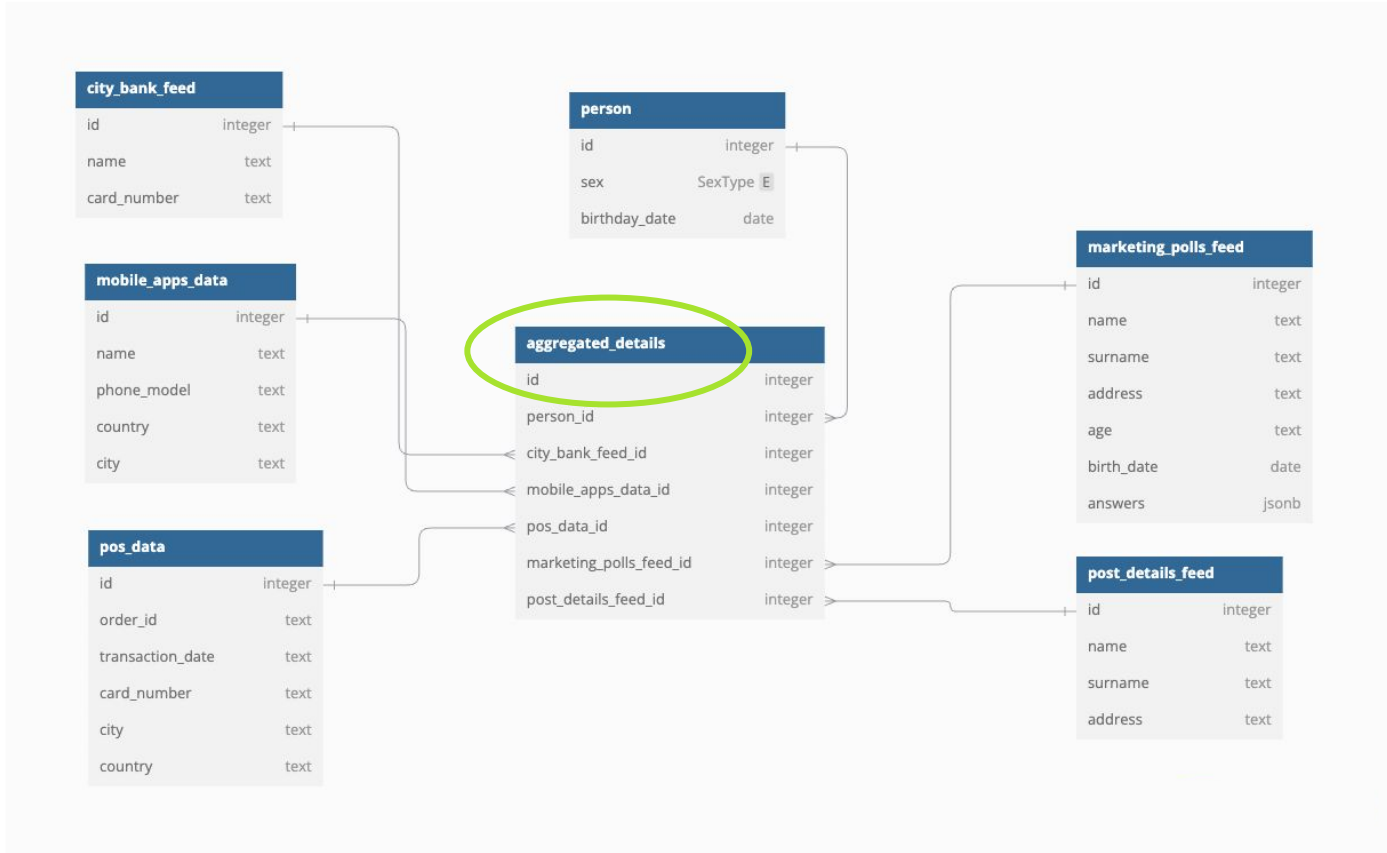 city_bank_feed
id integer
name text
card_number text
mobile_apps_data
id integer
name text
phone_model text
country text
city text
pos_data
id integer
order_id text
transaction_date text
card_number text
city text
country text
person
id integer
sex SexType E
birthday_date date
aggregated_details
id integer
person_id integer
city_bank_feed_id integer
mobile_apps_data_id integer
pos_data_id integer
marketing_polls_feed_id integer
post_details_feed_id integer
marketing_polls_feed
id integer
name text
surname text
address text
age text
birth_date date
answers jsonb
post_details_feed
id integer
name text
surname text
address text